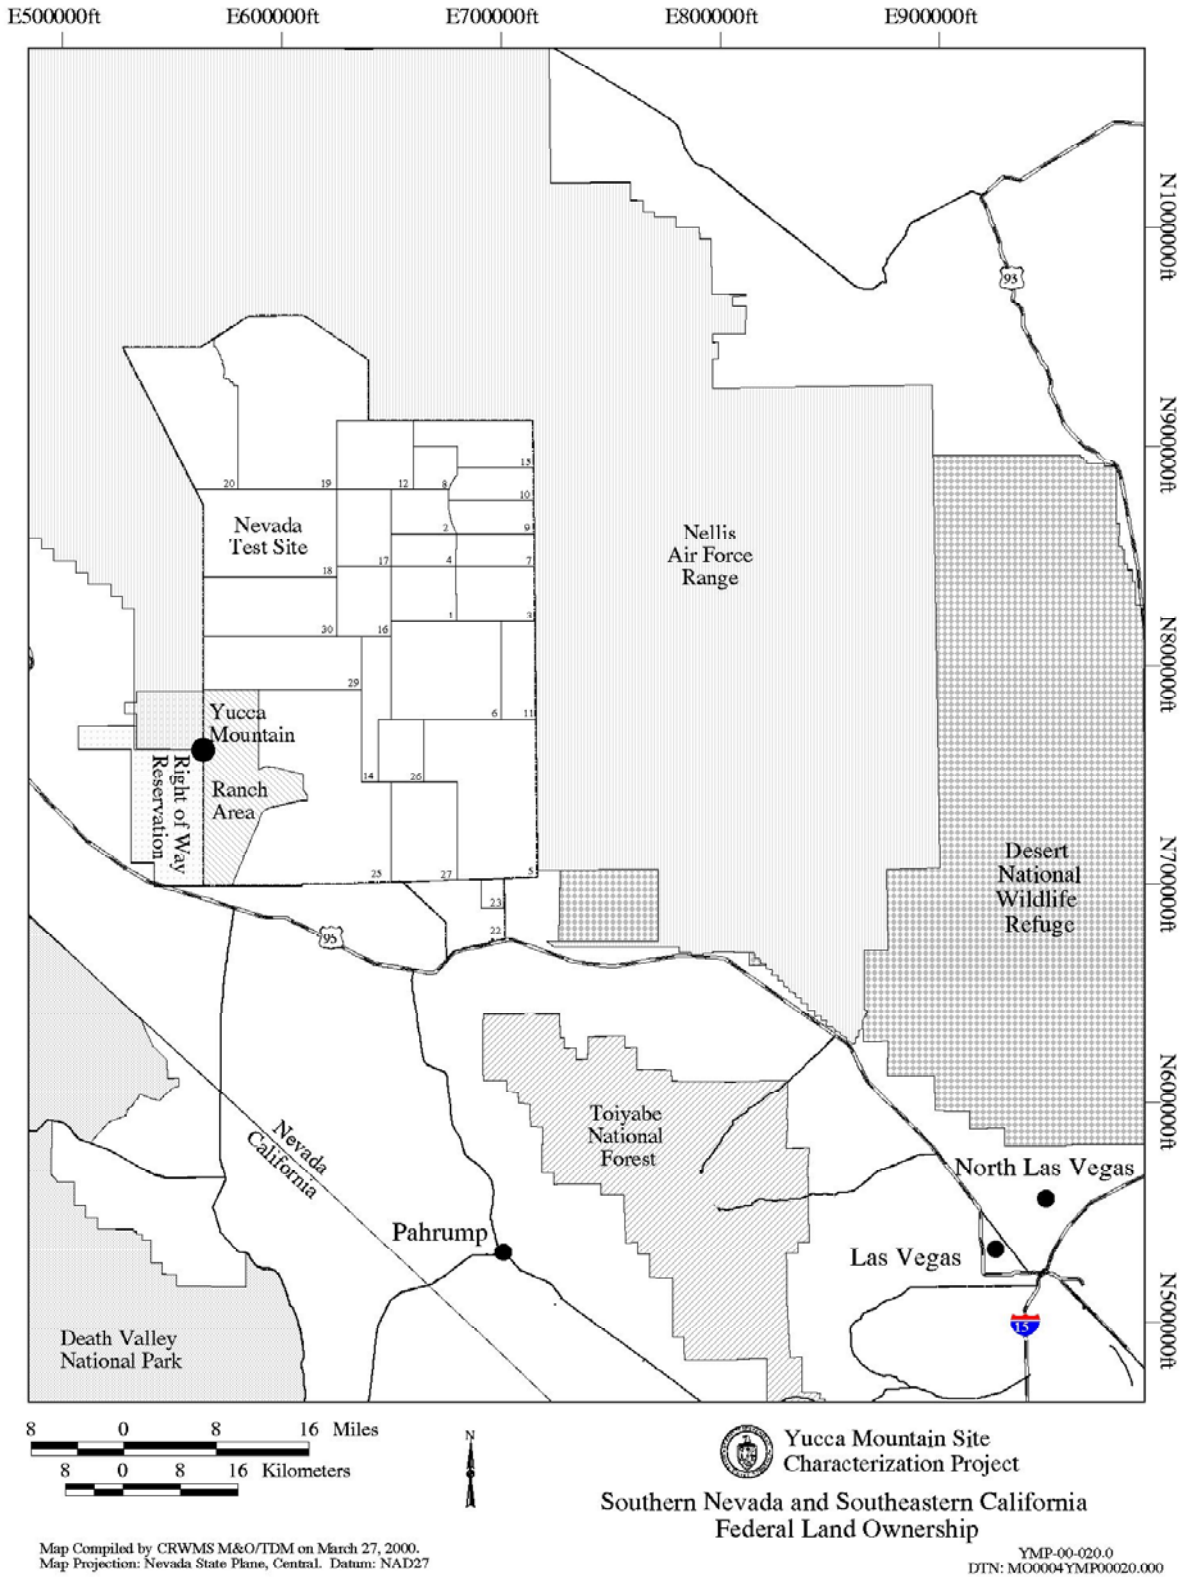 E500000ft E600000ft E700000ft E800000ft E900000ft
N1000000ft
93
N900000ft
15
20 19 12 8
10
Nevada
Test Site
2 9
Nellis
Air Force
Range
17 4 7
18
1 3
30 16
N800000ft
29
Yucca
Mountain
6 11
Right of Way
Reservation
14 26
Ranch
Area
Desert
National
Wildlife
Refuge
N700000ft
25 27 5
23
22
95
N600000ft
Toiyabe
National
Forest
Nevada
California
North Las Vegas
Pahrump
Las Vegas
N500000ft
15
Death Valley
National Park
8 0 8 16 Miles
8 0 8 16 Kilometers
N
Yucca Mountain Site
Characterization Project
Southern Nevada and Southeastern California
Federal Land Ownership
Map Compiled by CRWMS M&O/TDM on March 27, 2000.
Map Projection: Nevada State Plane, Central. Datum: NAD27
YMP-00-020.0
DTN: MO0004YMP00020.000